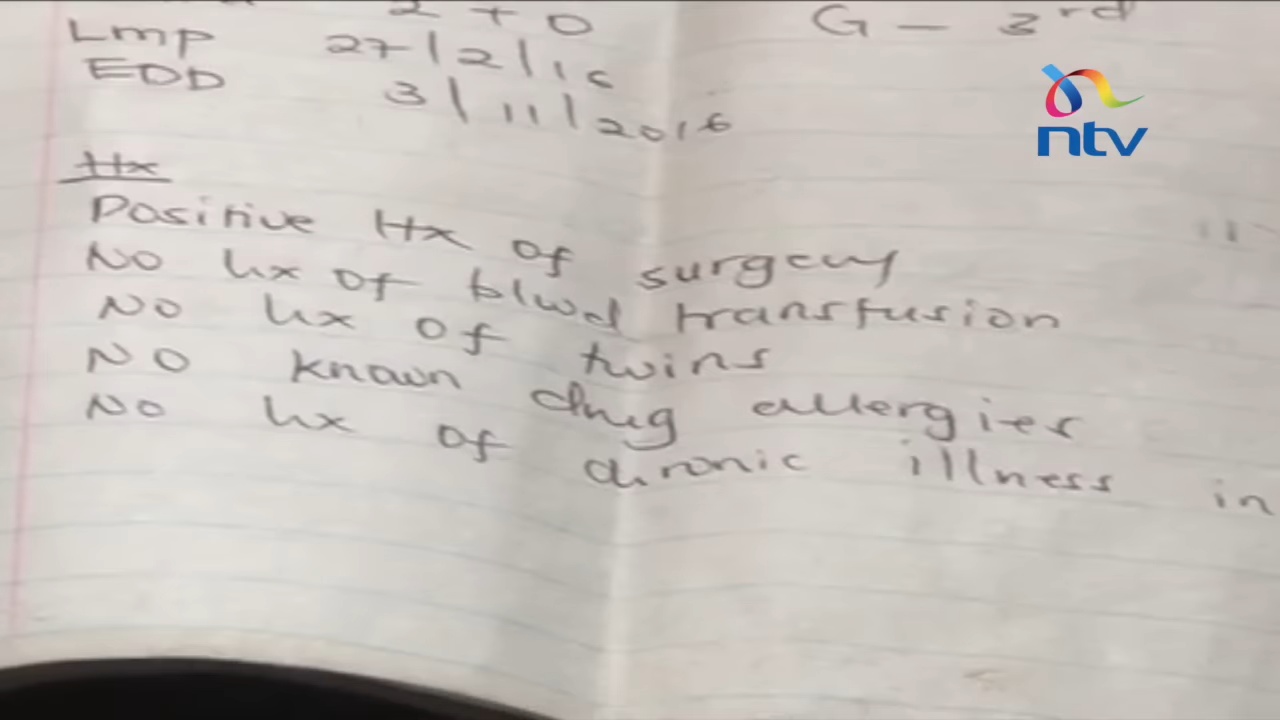 2 + 0 G - 3rd
Lmp 27/2/16
EDD 3/11/2016
ntv
Hx
Positive Hx of surgery
No hx of blood transfusion
No hx of twins
No known drug allergies
No hx of chronic illness in